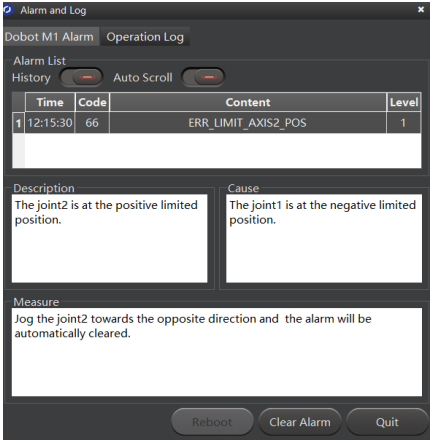 Alarm and Log
Dobot M1 Alarm Operation Log
Alarm List
History Auto Scroll
Time Code Content Level
1 12:15:30 66 ERR_LIMIT_AXIS2_POS 1
Description
The joint2 is at the positive limited
position.
Cause
The joint1 is at the negative limited
position.
Measure
Jog the joint2 towards the opposite direction and the alarm will be
automatically cleared.
Reboot Clear Alarm Quit